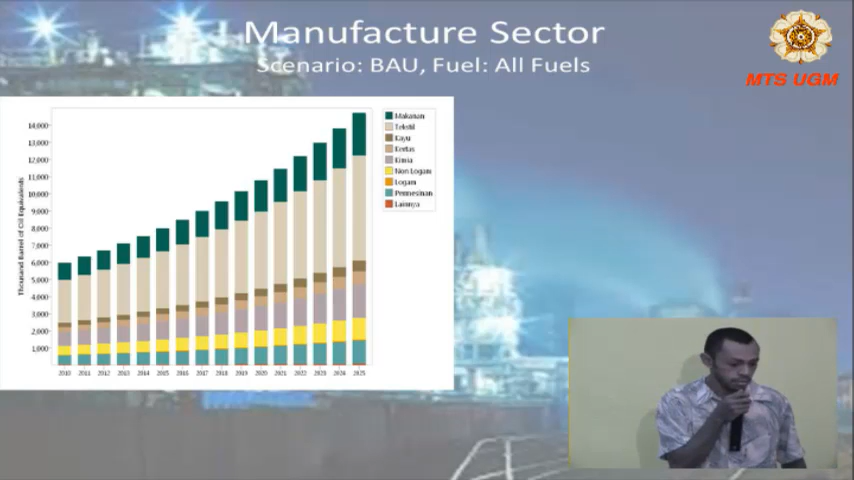 Manufacture Sector
Scenario: BAU, Fuel: All Fuels
MTS UGM
Thousand Barrel of Oil Equivalents
14,000
13,000
12,000
11,000
10,000
9,000
8,000
7,000
6,000
5,000
4,000
3,000
2,000
1,000
2010 2011 2012 2013 2014 2015 2016 2017 2018 2019 2020 2021 2022 2023 2024 2025
Makanan
Tekstil
Kayu
Kertas
Kimia
Non Logam
Logam
Permesinan
Lainnya